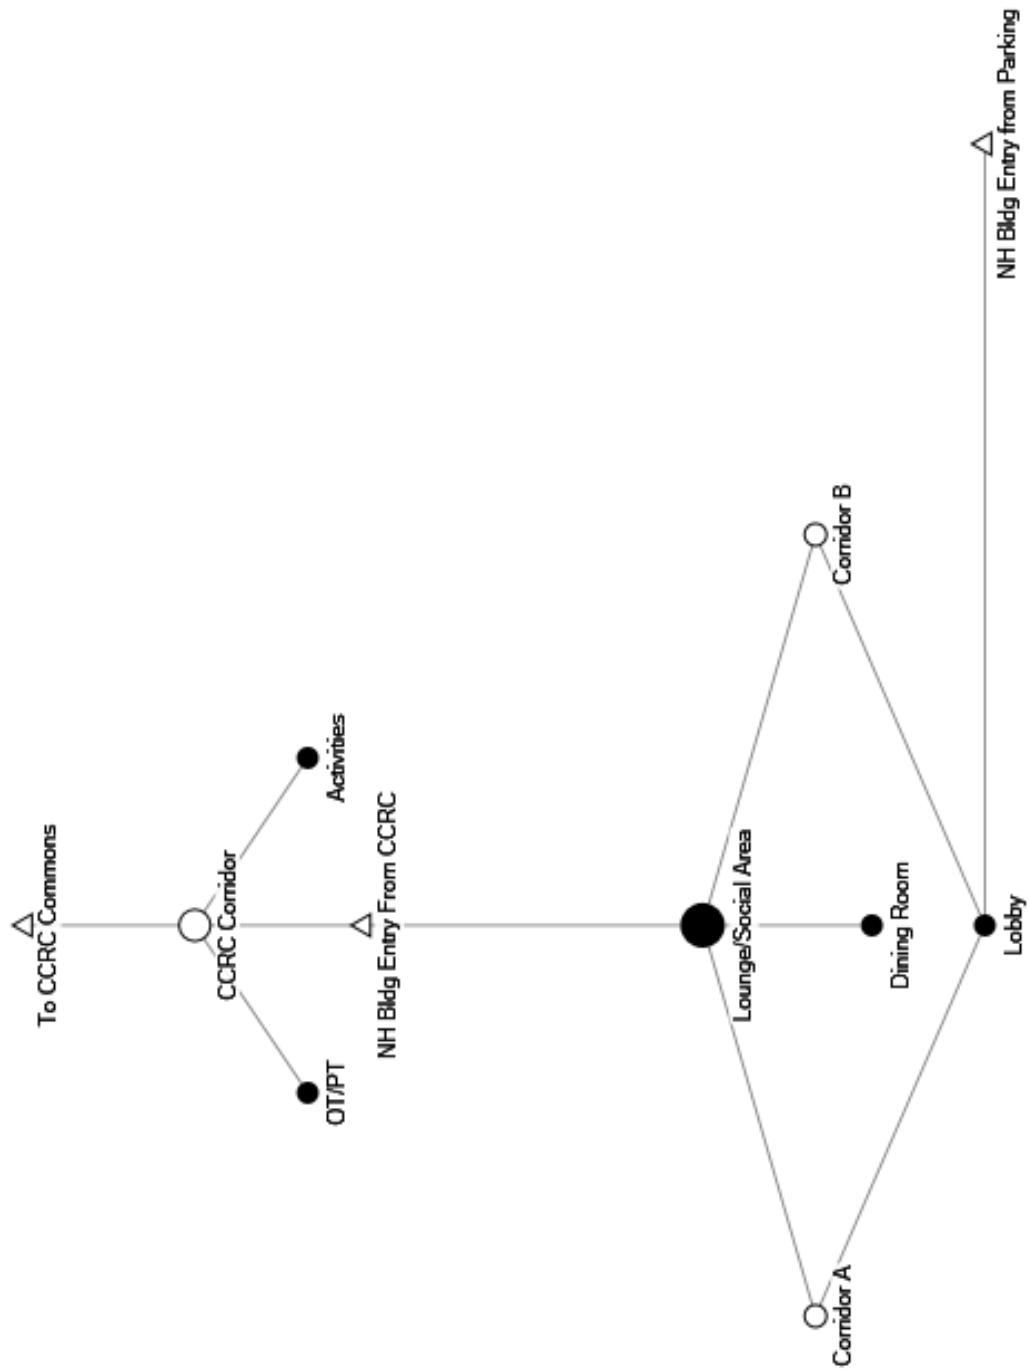 To CCRC Commons
CCRC Corridor
Activities
OT/PT
NH Bldg Entry From CCRC
Lounge/Social Area
Corridor A
Corridor B
Dining Room
Lobby
NH Bldg Entry from Parking